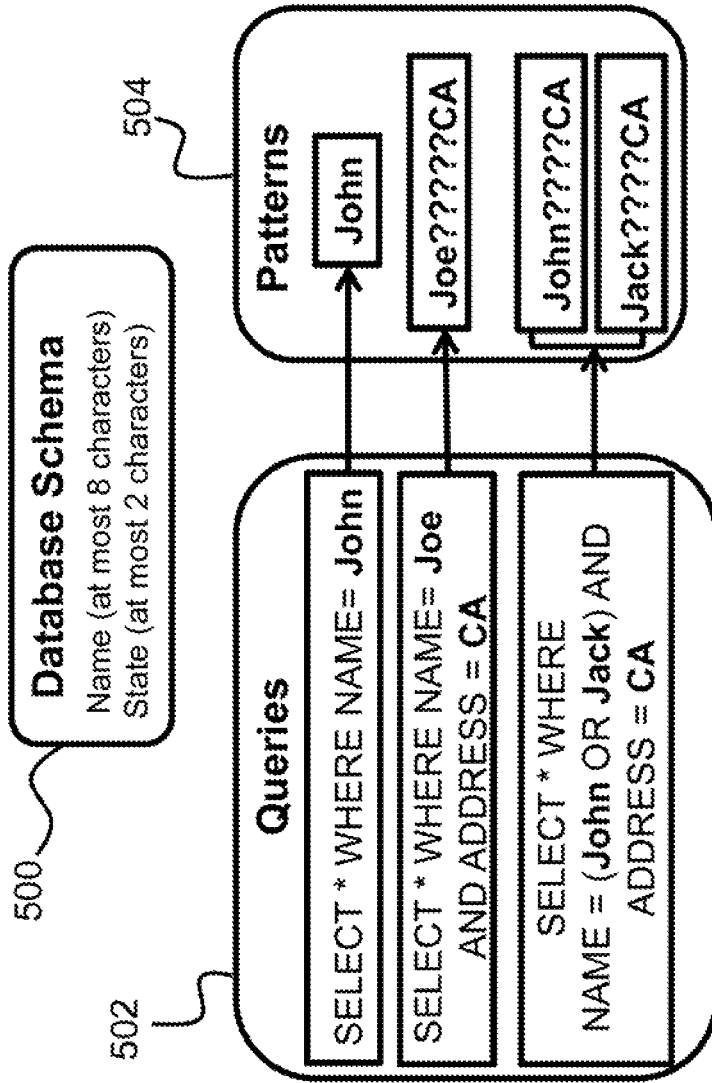 500
Database Schema
Name (at most 8 characters)
State (at most 2 characters)
502
Queries
SELECT * WHERE NAME= John
SELECT * WHERE NAME= Joe
AND ADDRESS = CA
SELECT * WHERE
NAME = (John OR Jack) AND
ADDRESS = CA
504
Patterns
John
Joe?????CA
John????CA
Jack????CA